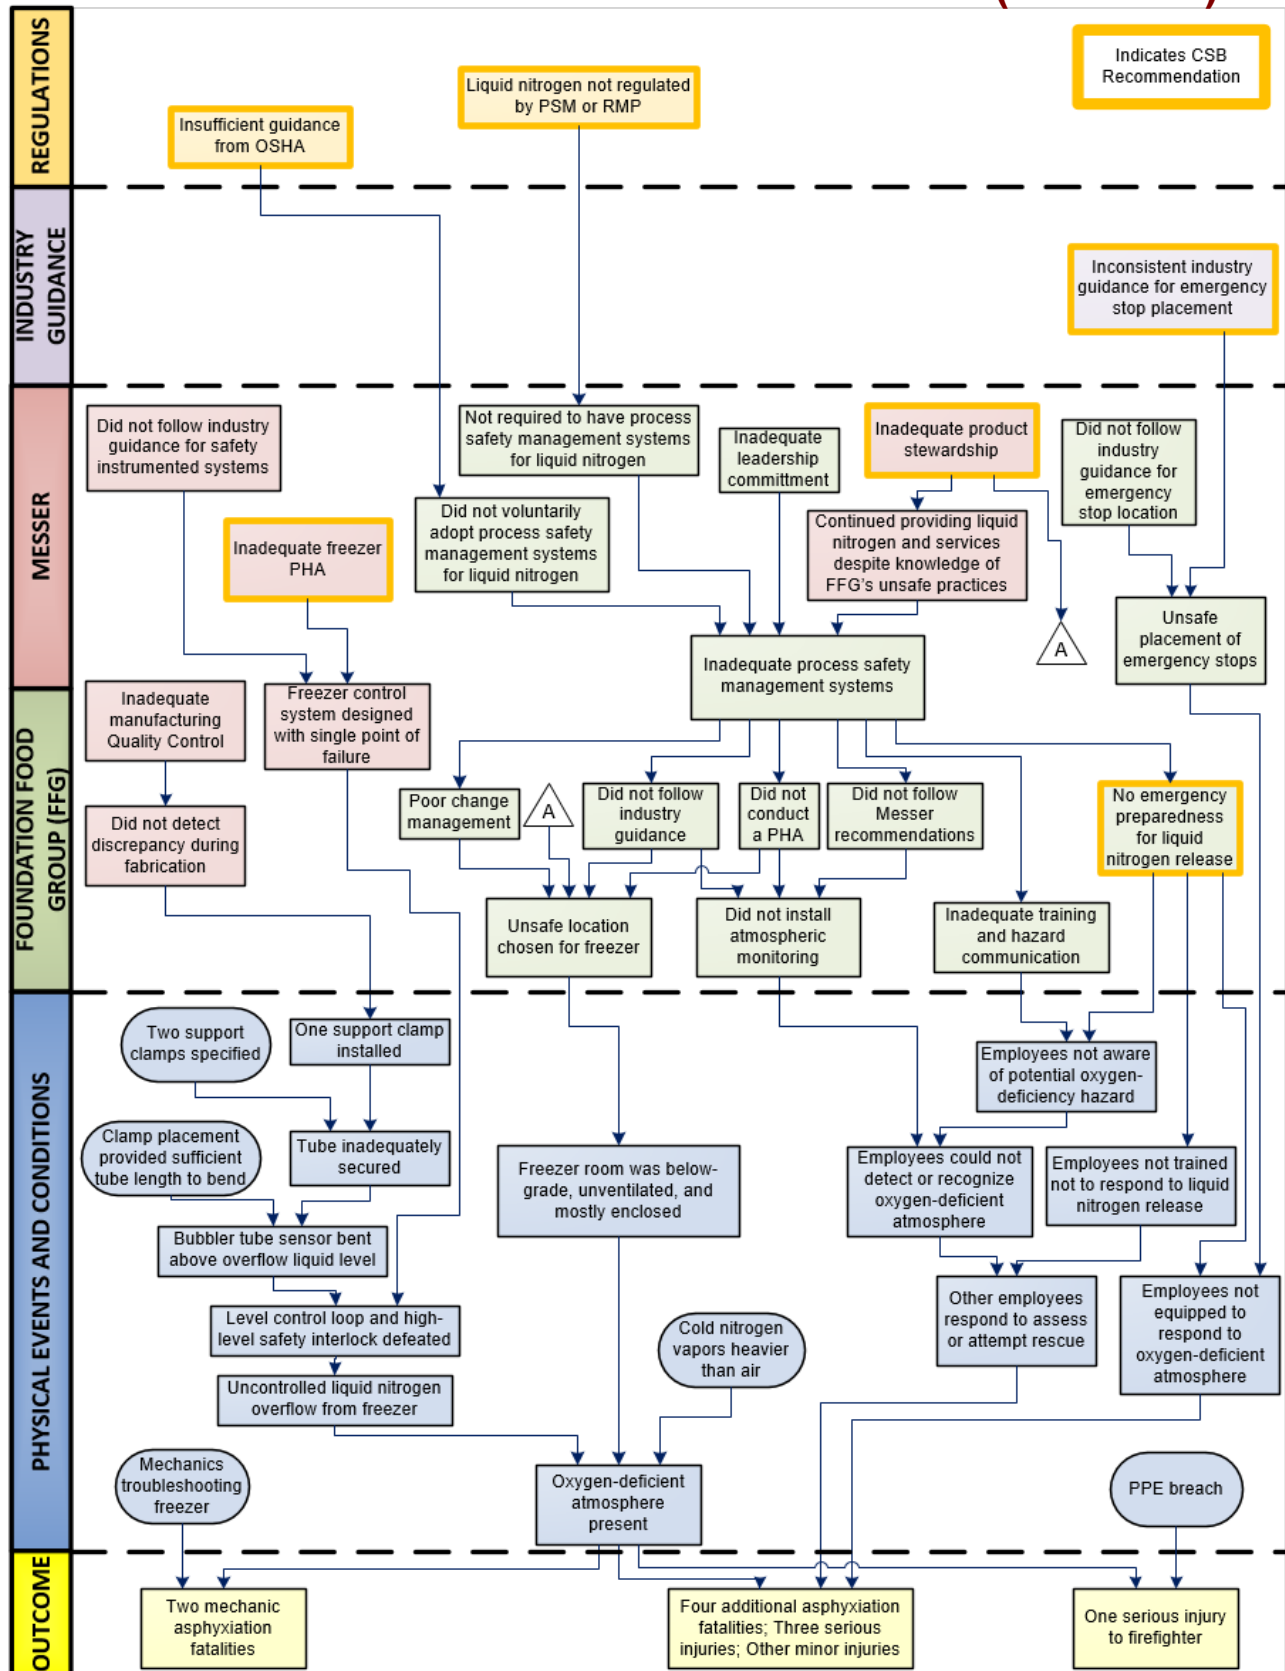 REGULATIONS
Indicates CSB
Recommendation
Liquid nitrogen not regulated
by PSM or RMP
Insufficient guidance
from OSHA
INDUSTRY
GUIDANCE
Inconsistent industry
guidance for emergency
stop placement
MESSER
Did not follow industry
guidance for safety
instrumented systems
Not required to have process
safety management systems
for liquid nitrogen
Inadequate
leadership
committment
Inadequate product
stewardship
Did not follow
industry
guidance for
emergency
stop location
Inadequate freezer
PHA
Did not voluntarily
adopt process safety
management systems
for liquid nitrogen
Continued providing liquid
nitrogen and services
despite knowledge of
FFG's unsafe practices
A
Unsafe
placement of
emergency stops
Inadequate process safety
management systems
FOUNDATION FOOD
GROUP (FFG)
Inadequate
manufacturing
Quality Control
Freezer control
system designed
with single point of
failure
Poor change
management
A
Did not follow
industry
guidance
Did not
conduct
a PHA
Did not follow
Messer
recommendations
No emergency
preparedness
for liquid
nitrogen release
Did not detect
discrepancy during
fabrication
Unsafe location
chosen for freezer
Did not install
atmospheric
monitoring
Inadequate training
and hazard
communication
PHYSICAL EVENTS AND CONDITIONS
Two support
clamps specified
One support clamp
installed
Employees not aware
of potential oxygen-
deficiency hazard
Clamp placement
provided sufficient
tube length to bend
Tube inadequately
secured
Freezer room was below-
grade, unventilated, and
mostly enclosed
Employees could not
detect or recognize
oxygen-deficient
atmosphere
Employees not trained
not to respond to liquid
nitrogen release
Bubbler tube sensor bent
above overflow liquid level
Level control loop and high-
level safety interlock defeated
Cold nitrogen
vapors heavier
than air
Other employees
respond to assess
or attempt rescue
Employees not
equipped to
respond to
oxygen-deficient
atmosphere
Uncontrolled liquid nitrogen
overflow from freezer
Mechanics
troubleshooting
freezer
Oxygen-deficient
atmosphere
present
PPE breach
OUTCOME
Two mechanic
asphyxiation
fatalities
Four additional asphyxiation
fatalities; Three serious
injuries; Other minor injuries
One serious injury
to firefighter